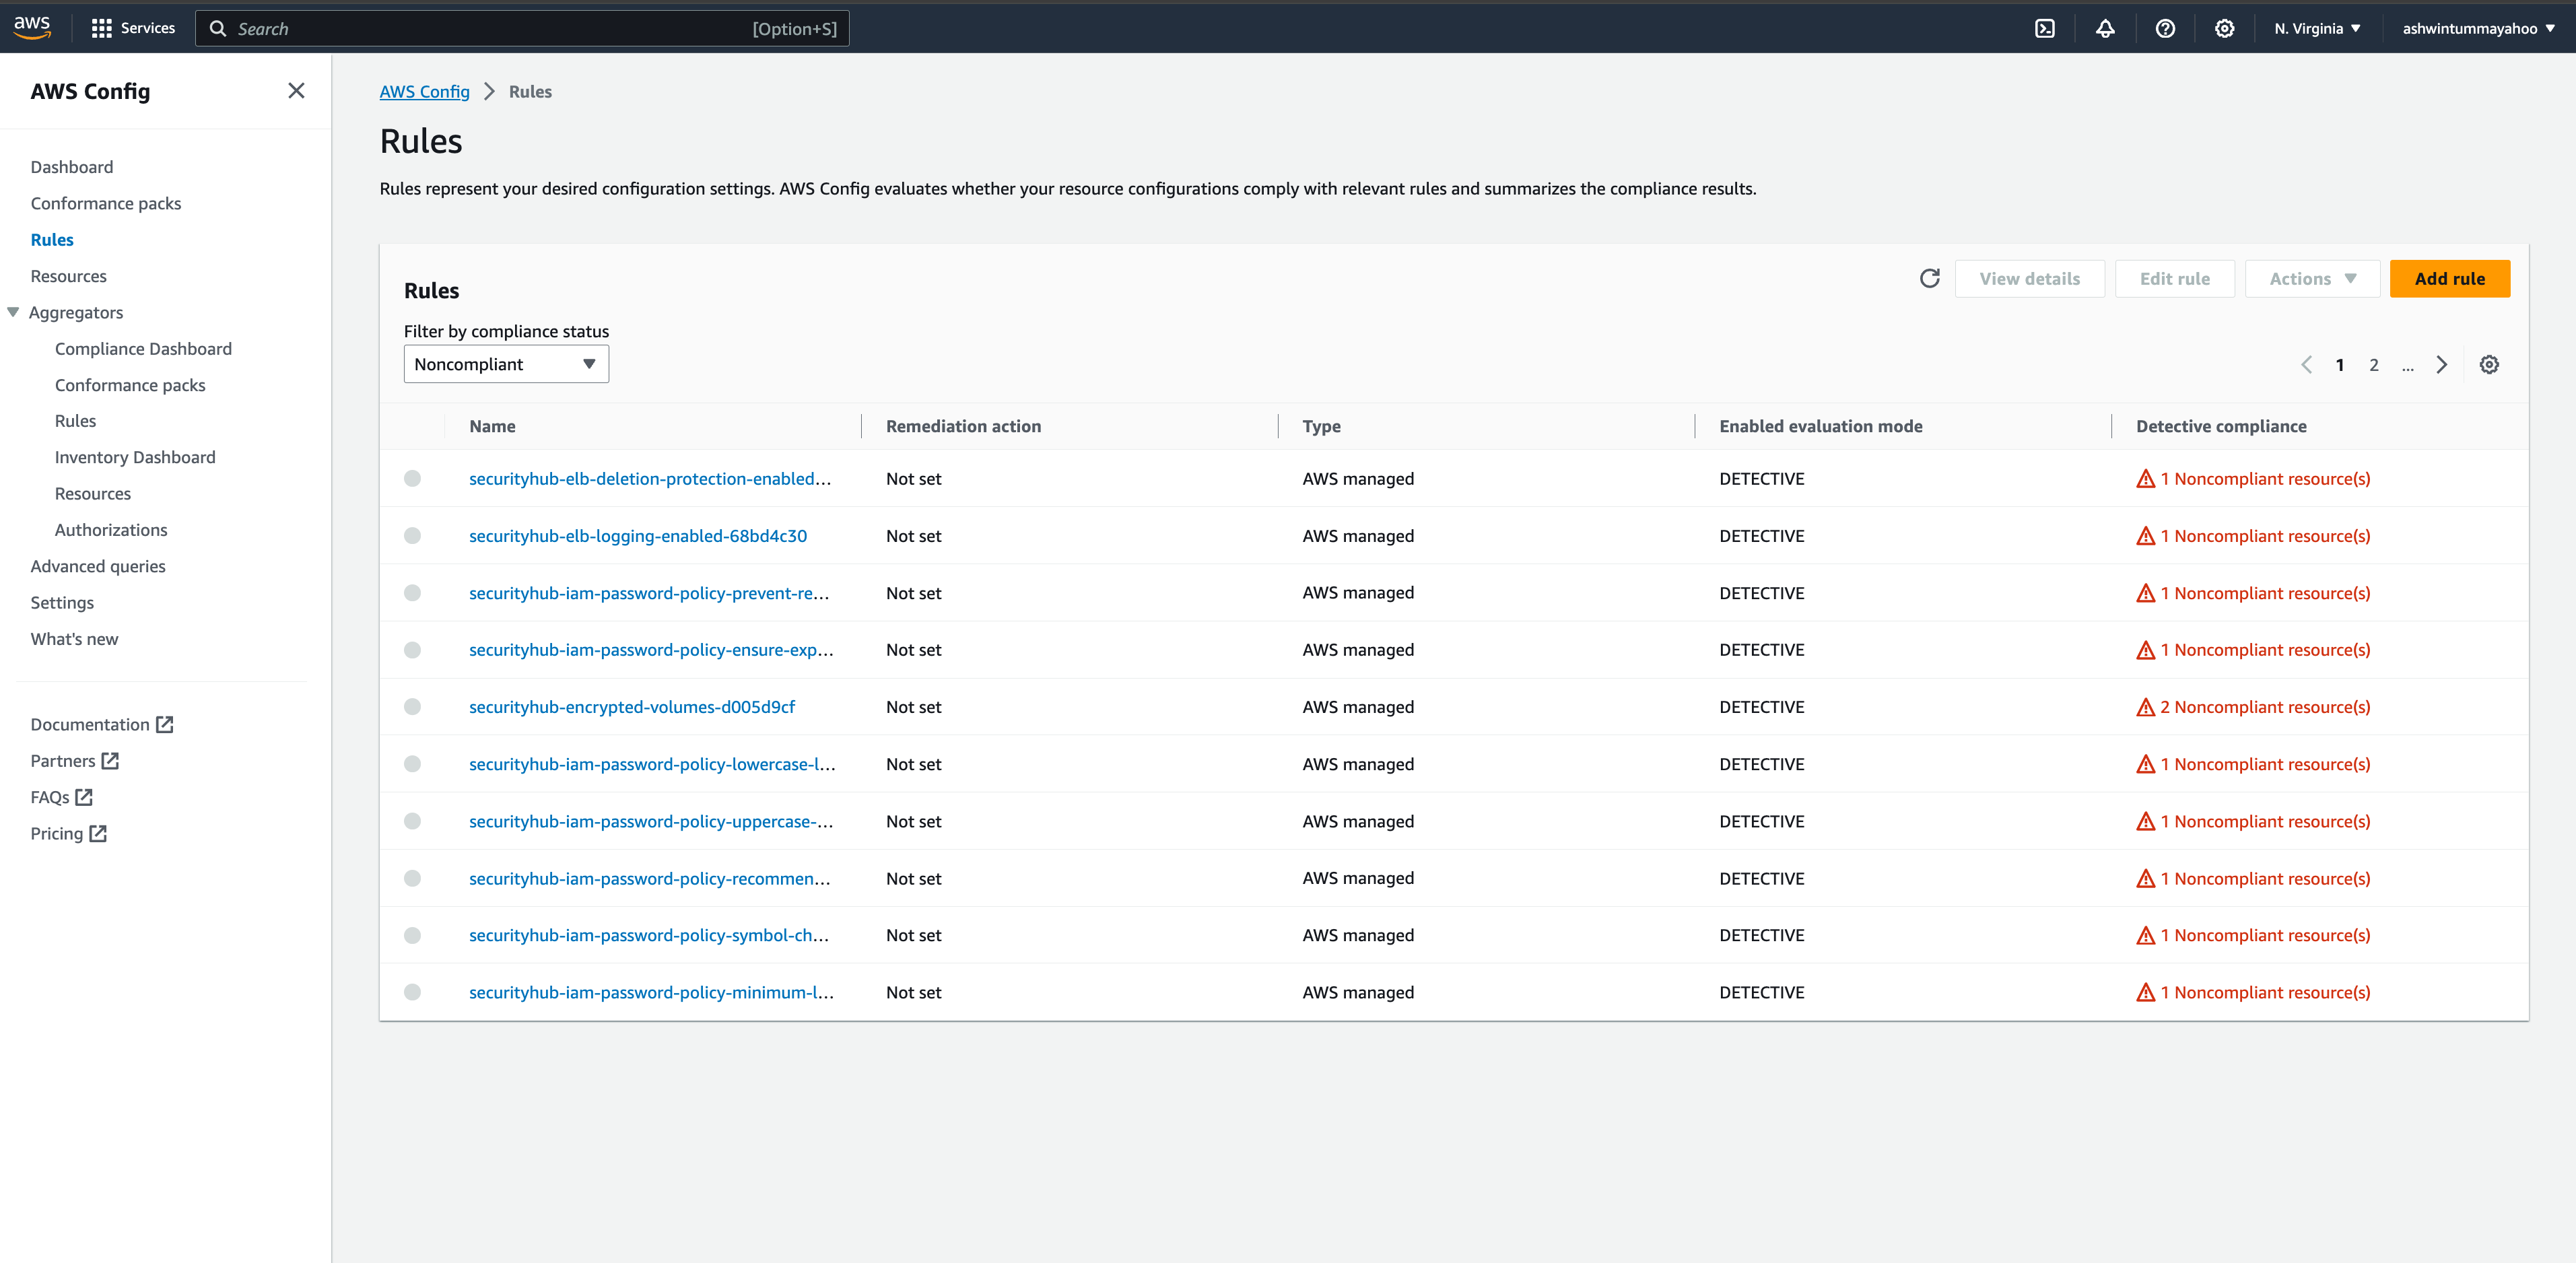 aws
Services
Search
[Option+S]
N. Virginia
ashwintummayahoo
AWS Config
Dashboard
Conformance packs
Rules
Resources
Aggregators
Compliance Dashboard
Conformance packs
Rules
Inventory Dashboard
Resources
Authorizations
Advanced queries
Settings
What's new
Documentation
Partners
FAQs
Pricing
AWS Config > Rules
Rules
Rules represent your desired configuration settings. AWS Config evaluates whether your resource configurations comply with relevant rules and summarizes the compliance results.
Rules
View details Edit rule Actions Add rule
Filter by compliance status
Noncompliant
1 2 ...
Name Remediation action Type Enabled evaluation mode Detective compliance
securityhub-elb-deletion-protection-enabled... Not set AWS managed DETECTIVE 1 Noncompliant resource(s)
securityhub-elb-logging-enabled-68bd4c30 Not set AWS managed DETECTIVE 1 Noncompliant resource(s)
securityhub-iam-password-policy-prevent-re... Not set AWS managed DETECTIVE 1 Noncompliant resource(s)
securityhub-iam-password-policy-ensure-exp... Not set AWS managed DETECTIVE 1 Noncompliant resource(s)
securityhub-encrypted-volumes-d005d9cf Not set AWS managed DETECTIVE 2 Noncompliant resource(s)
securityhub-iam-password-policy-lowercase-l... Not set AWS managed DETECTIVE 1 Noncompliant resource(s)
securityhub-iam-password-policy-uppercase-... Not set AWS managed DETECTIVE 1 Noncompliant resource(s)
securityhub-iam-password-policy-recommen... Not set AWS managed DETECTIVE 1 Noncompliant resource(s)
securityhub-iam-password-policy-symbol-ch... Not set AWS managed DETECTIVE 1 Noncompliant resource(s)
securityhub-iam-password-policy-minimum-l... Not set AWS managed DETECTIVE 1 Noncompliant resource(s)